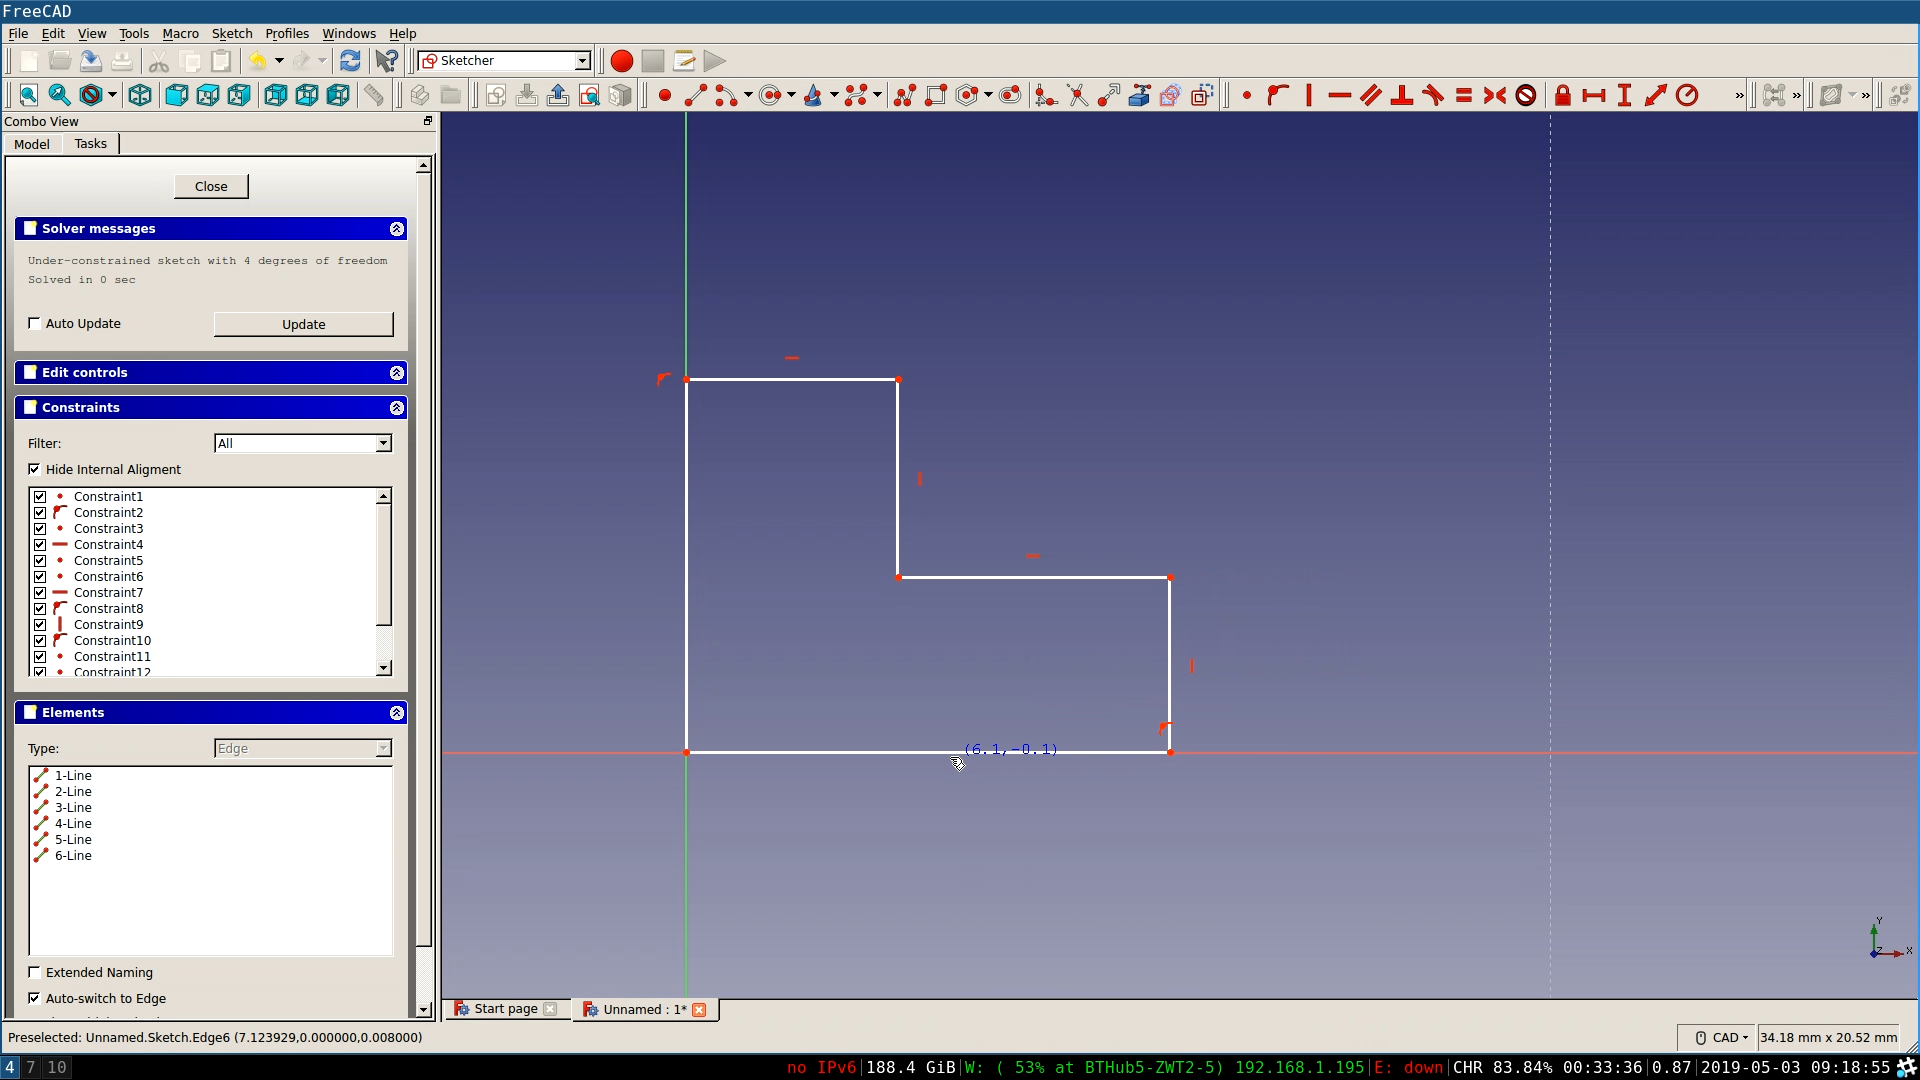 FreeCAD
File Edit View Tools Macro Sketch Profiles Windows Help
Sketcher
» » »
Combo View
Model Tasks
Close
Solver messages
Under-constrained sketch with 4 degrees of freedom
Solved in 0 sec
Auto Update Update
Edit controls
Constraints
Filter: All
Hide Internal Aligment
Constraint1
Constraint2
Constraint3
Constraint4
Constraint5
Constraint6
Constraint7
Constraint8
Constraint9
Constraint10
Constraint11
Constraint12
Elements
Type: Edge
1-Line
2-Line
3-Line
4-Line
5-Line
6-Line
Extended Naming
Auto-switch to Edge
(6.1,-0.1)
Y
Z X
Start page Unnamed : 1*
Preselected: Unnamed.Sketch.Edge6 (7.123929,0.000000,0.008000) CAD 34.18 mm x 20.52 mm
4 7 10 no IPv6|188.4 GiB|W: ( 53% at BTHub5-ZWT2-5) 192.168.1.195|E: down|CHR 83.84% 00:33:36|0.87|2019-05-03 09:18:55